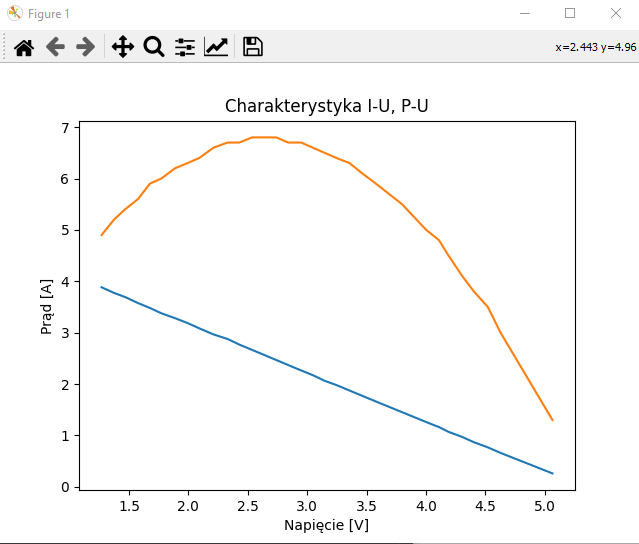 Figure 1
x=2.443 y=4.96
Charakterystyka I-U, P-U
7
6
5
4
3
2
1
0
Prąd [A]
1.5 2.0 2.5 3.0 3.5 4.0 4.5 5.0
Napięcie [V]